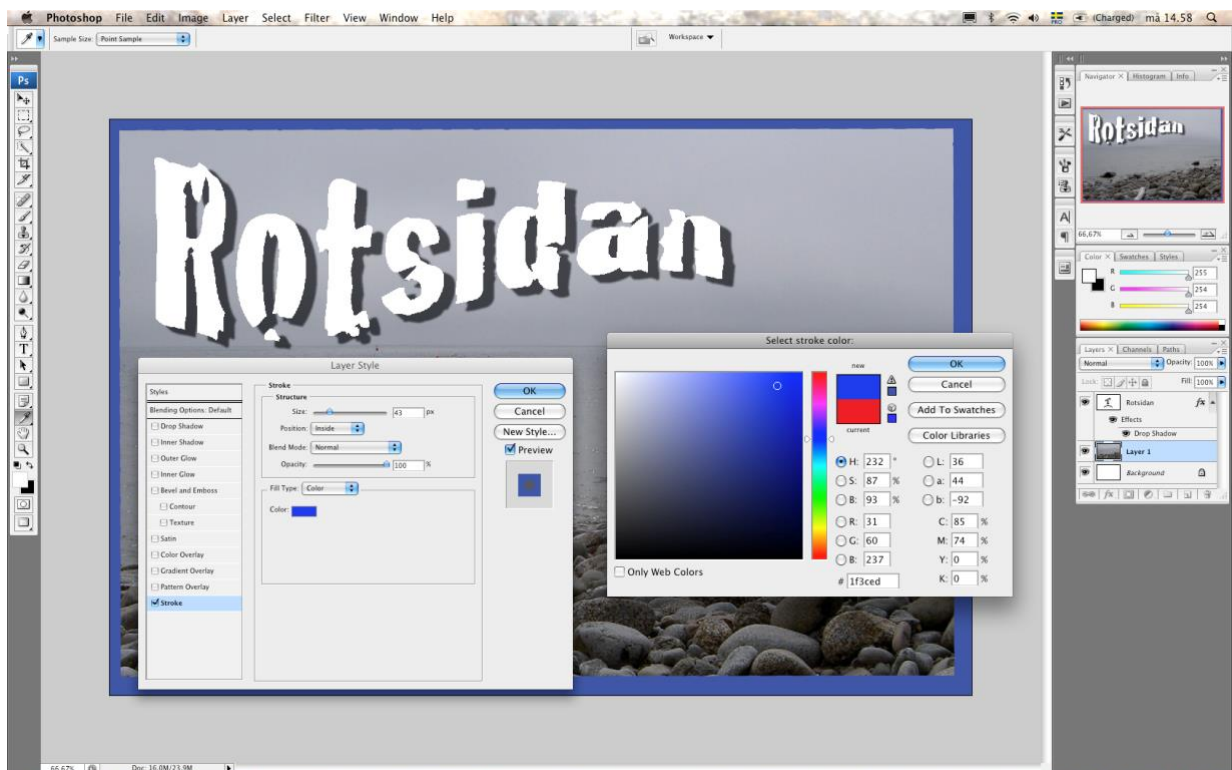 Photoshop File Edit Image Layer Select Filter View Window Help (Charged) må 14.58
Sample Size: Point Sample Workspace
Ps
Rotsidan
Navigator Histogram Info
Rotsidan
66,67%
Color Swatches Styles
R 255
G 254
B 254
Layers Channels Paths
Normal Opacity: 100%
Lock: Fill: 100%
Rotsidan fx
Effects
Drop Shadow
Layer 1
Background
Layer Style
Styles
Blending Options: Default
Drop Shadow
Inner Shadow
Outer Glow
Inner Glow
Bevel and Emboss
Contour
Texture
Satin
Color Overlay
Gradient Overlay
Pattern Overlay
Stroke
Stroke
Structure
Size: 43 px
Position: Inside
Blend Mode: Normal
Opacity: 100 %
Fill Type: Color
Color:
OK
Cancel
New Style...
Preview
Select stroke color:
new
current
OK
Cancel
Add To Swatches
Color Libraries
H: 232 ° L: 36
S: 87 % a: 44
B: 93 % b: -92
R: 31 C: 85 %
G: 60 M: 74 %
B: 237 Y: 0 %
# 1f3ced K: 0 %
Only Web Colors
66,67% Doc: 16,0M/23,9M